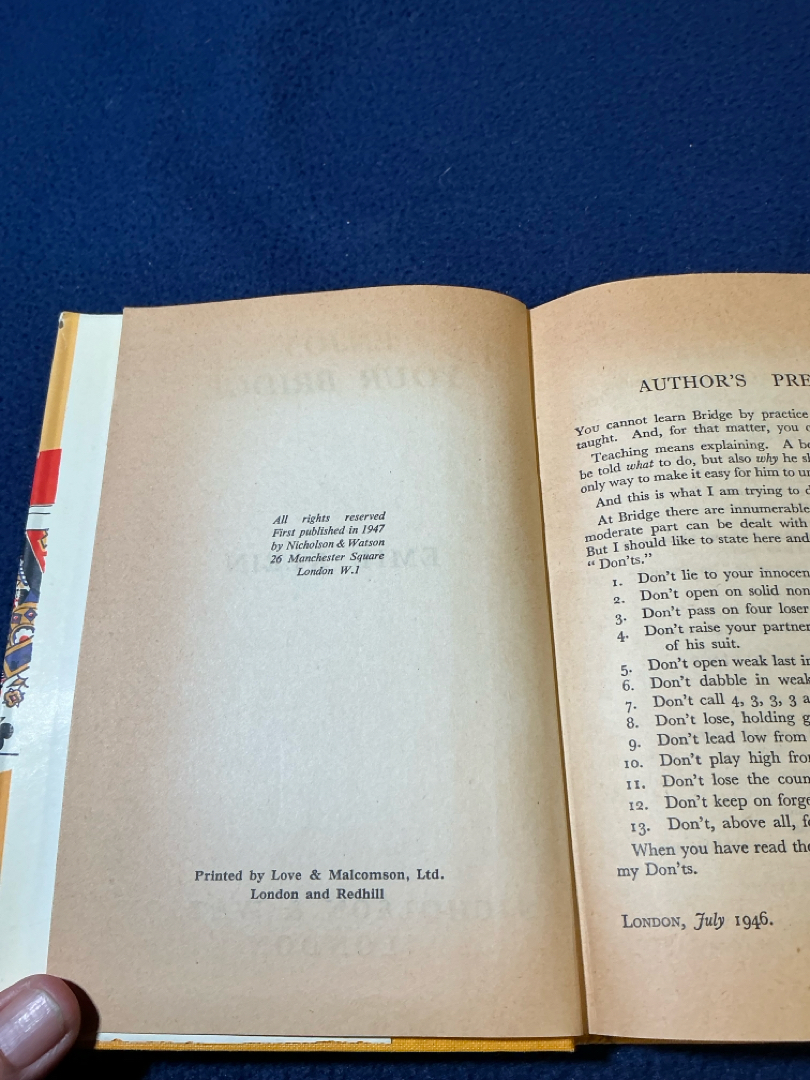 All rights reserved
First published in 1947
by Nicholson & Watson
26 Manchester Square
London W.1
Printed by Love & Malcomson, Ltd.
London and Redhill
AUTHOR'S
You cannot learn Bridge by practice
taught. And, for that matter, you
Teaching means explaining. A
be told what to do, but also why he
only way to make it easy for him to
And this is what I am trying to
At Bridge there are innumerable
moderate part can be dealt with
But I should like to state here and
“ Don'ts.”
1. Don't lie to your
2. Don't open on solid
3. Don't pass on four
4. Don't raise your partner
of his suit.
5. Don't open weak last
6. Don't dabble in
7. Don't call 4, 3, 3, 3
8. Don't lose, holding
9. Don't lead low from
10. Don't play high
11. Don't lose the
12. Don't keep on
13. Don't, above all,
When you have read
my Don'ts.
London, July 1946.